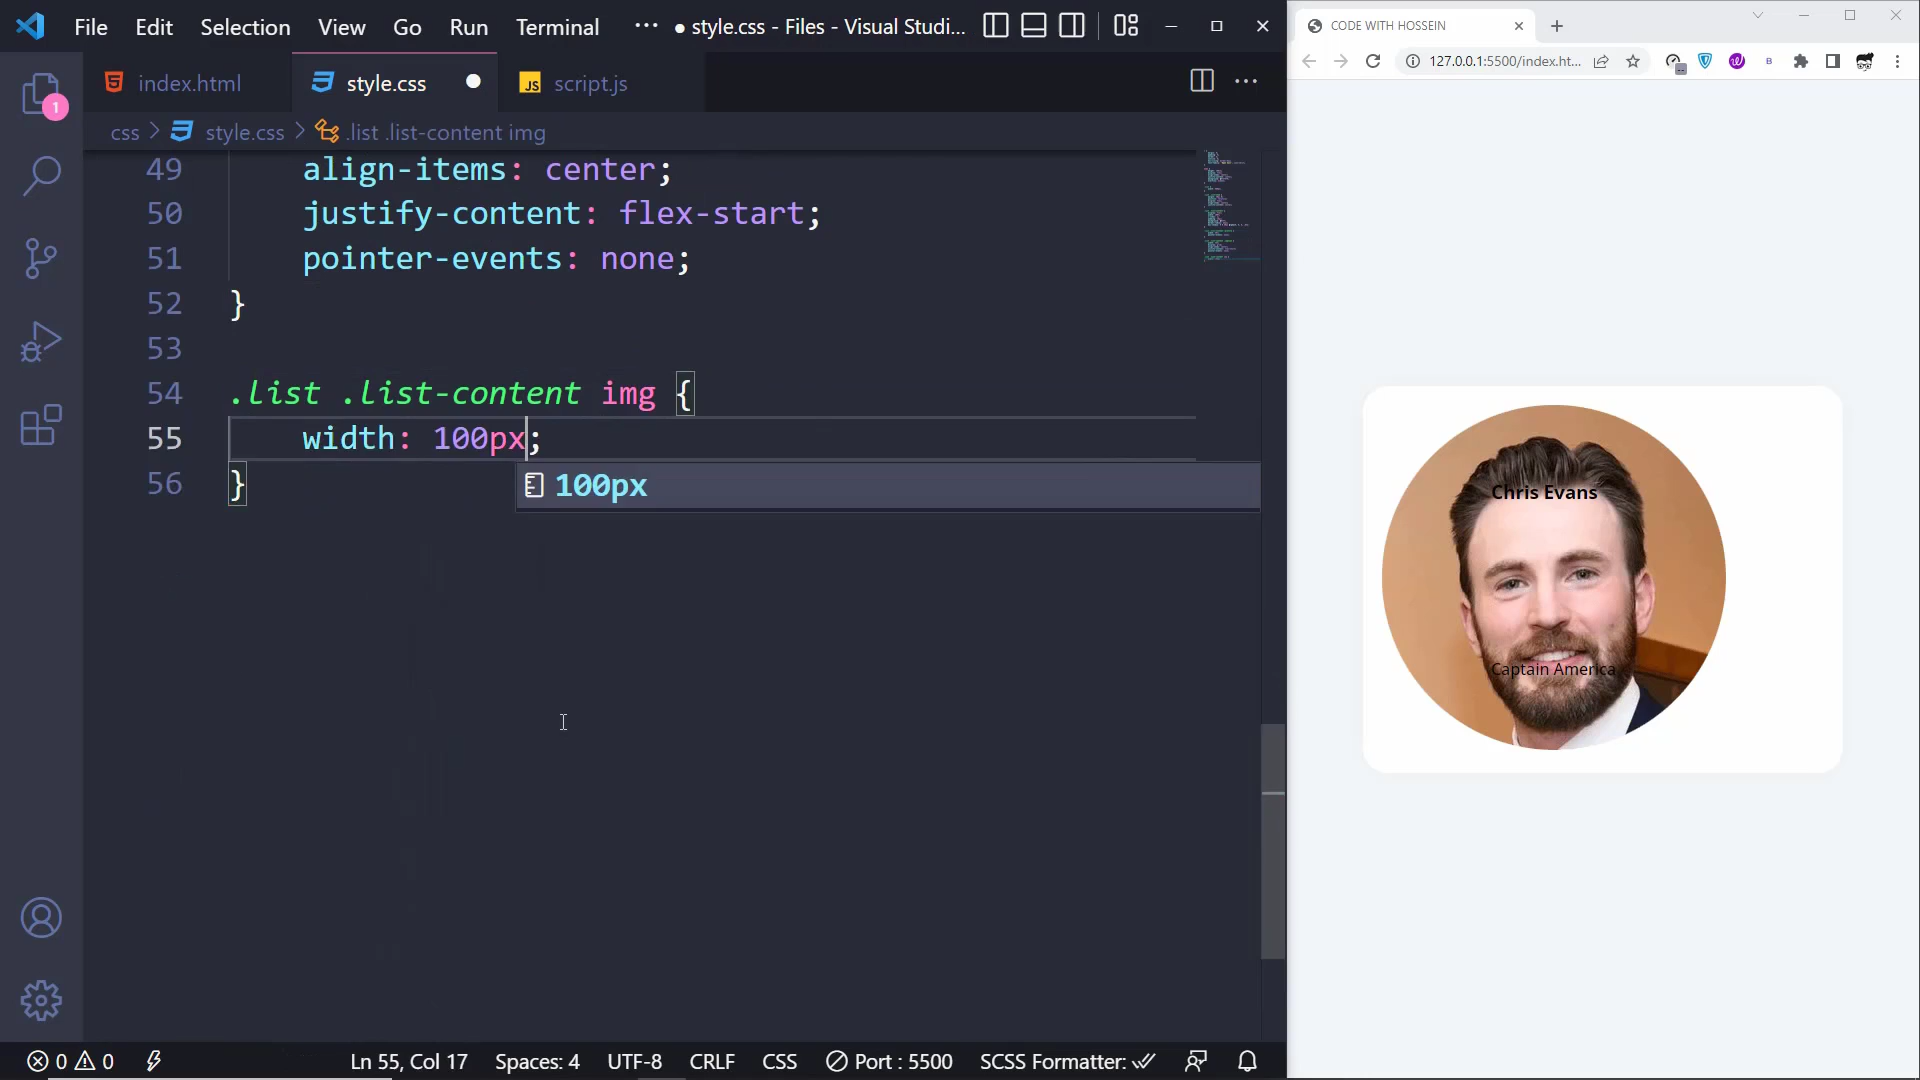 File Edit Selection View Go Run Terminal ··· ● style.css - Files - Visual Studi...
index.html style.css ● JS script.js ···
css > style.css > .list .list-content img
1
49 align-items: center;
50 justify-content: flex-start;
51 pointer-events: none;
52 }
53
54 .list .list-content img {
55 width: 100px;
56 }
100px
0 0 Ln 55, Col 17 Spaces: 4 UTF-8 CRLF CSS Port : 5500 SCSS Formatter:
CODE WITH HOSSEIN
127.0.0.1:5500/index.ht...
B
Chris Evans
Captain America